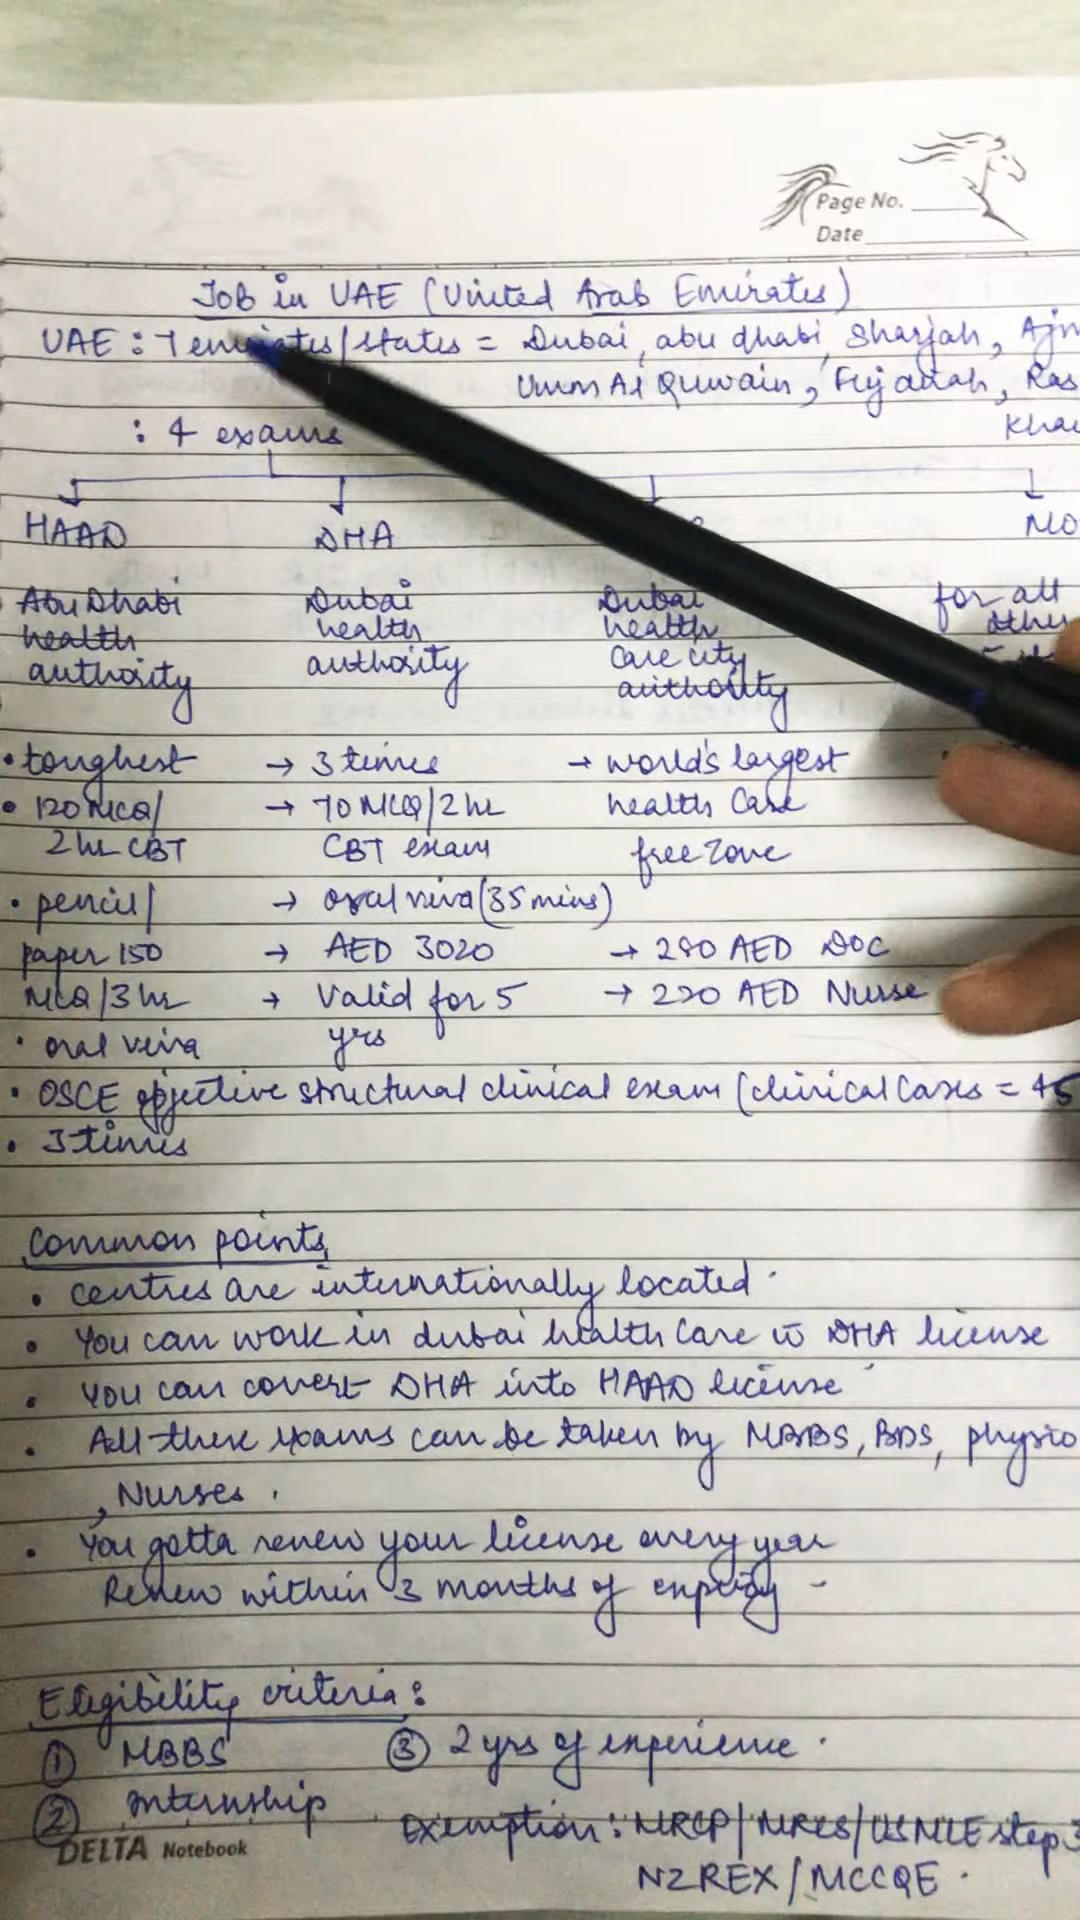 Page No.
Date
Job in UAE (United Arab Emirates)
UAE : 7 emirates/states = Dubai, abu dhabi, Sharjah, Ajm
Umm Al Quwain, Fujairah, Ras
Khai
: 4 exams
HAAD DHA MO
Abu Dhabi Dubai Dubai for all
health health health other
authority authority care city
authority
• toughest → 3 times → world's largest
• 120 MCQ/ → 70 MCQ/2 hr health Care
2 hr CBT CBT exam free zone
• pencil/ → oral viva (35 mins)
paper 150 → AED 3020 → 280 AED DOC
MCQ/3 hr → Valid for 5 → 220 AED Nurse
• oral viva yrs
• OSCE objective structural clinical exam (clinical Cases = 45
• 3 times
Common points
• centres are internationally located.
• You can work in dubai health Care w DHA license
• You can covert DHA into HAAD license
• All these exams can be taken by MBBS, BDS, physio
, Nurses.
• You gotta renew your license every year
Renew within 3 months of expiry -
Eligibility criteria :
① MBBS ③ 2 yrs of experience.
② Internship
Exemption : MRCP/MRCS/USMLE step 3
NZREX/MCCQE.
DELTA Notebook